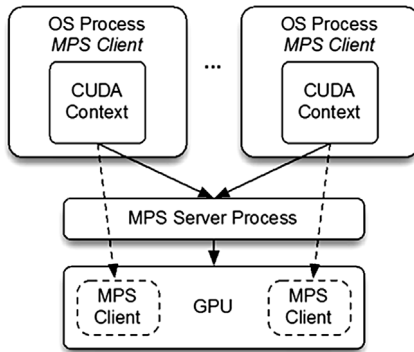 OS Process
MPS Client
CUDA
Context
...
OS Process
MPS Client
CUDA
Context
MPS Server Process
MPS
Client
GPU
MPS
Client